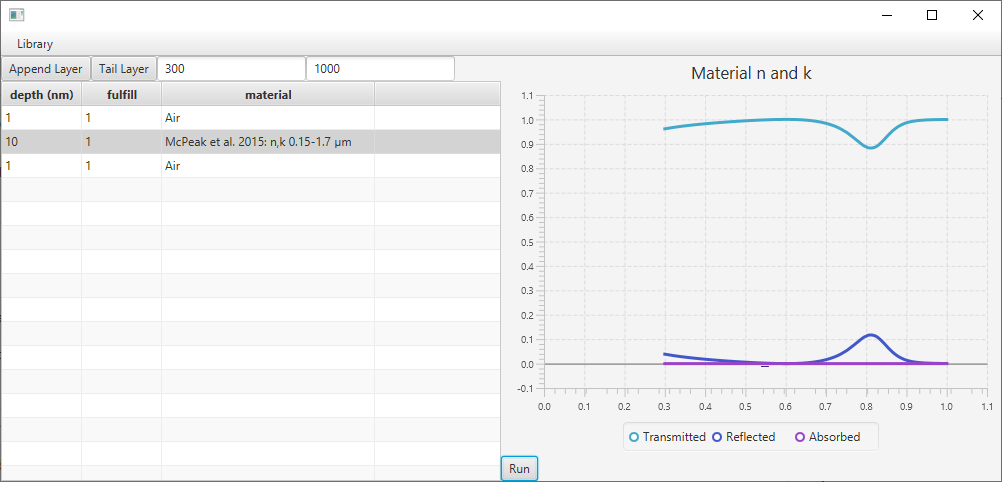 Library
Append Layer Tail Layer 300 1000
depth (nm) fulfill material
1 1 Air
10 1 McPeak et al. 2015: n,k 0.15-1.7 µm
1 1 Air
Material n and k
1.1
1.0
0.9
0.8
0.7
0.6
0.5
0.4
0.3
0.2
0.1
0.0
-0.1
0.0 0.1 0.2 0.3 0.4 0.5 0.6 0.7 0.8 0.9 1.0 1.1
Transmitted Reflected Absorbed
Run